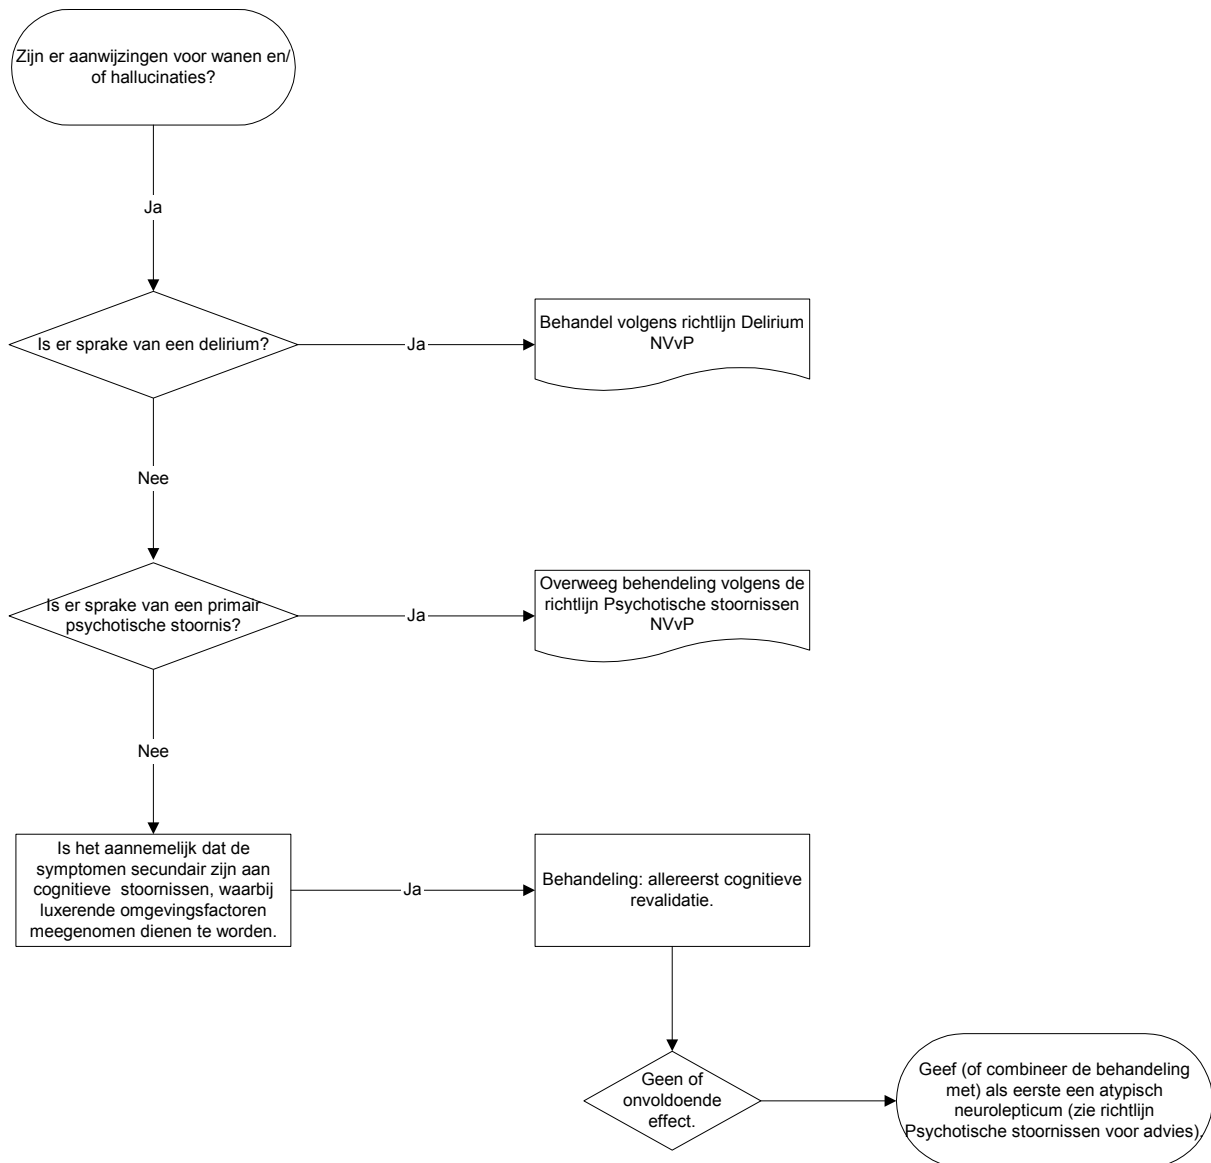 Zijn er aanwijzingen voor wanen en/
of hallucinaties?
Ja
Is er sprake van een delirium?
Ja
Behandel volgens richtlijn Delirium
NVvP
Nee
Is er sprake van een primair
psychotische stoornis?
Ja
Overweeg behendeling volgens de
richtlijn Psychotische stoornissen
NVvP
Nee
Is het aannemelijk dat de
symptomen secundair zijn aan
cognitieve stoornissen, waarbij
luxerende omgevingsfactoren
meegenomen dienen te worden.
Ja
Behandeling: allereerst cognitieve
revalidatie.
Geen of
onvoldoende
effect.
Geef (of combineer de behandeling
met) als eerste een atypisch
neurolepticum (zie richtlijn
Psychotische stoornissen voor advies).